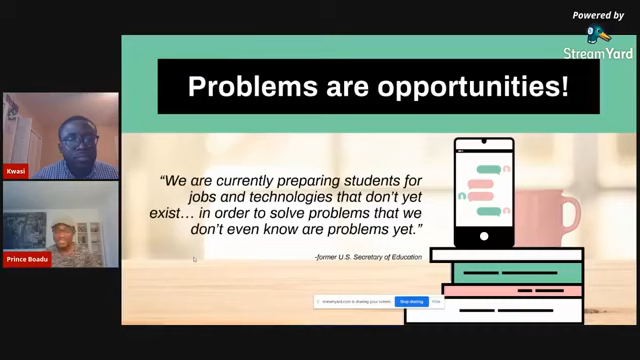 Powered by
StreamYard
Problems are opportunities!
“We are currently preparing students for
jobs and technologies that don’t yet
exist… in order to solve problems that we
don’t even know are problems yet.”
-former U.S. Secretary of Education
Kwasi
Prince Boadu
streamyard.com is sharing your screen.
Stop sharing
Hide